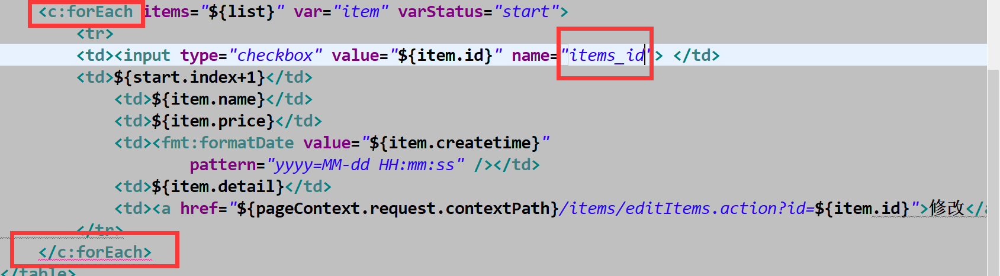 <c:forEach items="${list}" var="item" varStatus="start">
<tr>
<td><input type="checkbox" value="${item.id}" name="items_id"> </td>
<td>${start.index+1}</td>
<td>${item.name}</td>
<td>${item.price}</td>
<td><fmt:formatDate value="${item.createtime}"
pattern="yyyy=MM-dd HH:mm:ss" /></td>
<td>${item.detail}</td>
<td><a href="${pageContext.request.contextPath}/items/editItems.action?id=${item.id}">修改</a
</tr>
</c:forEach>
</table>